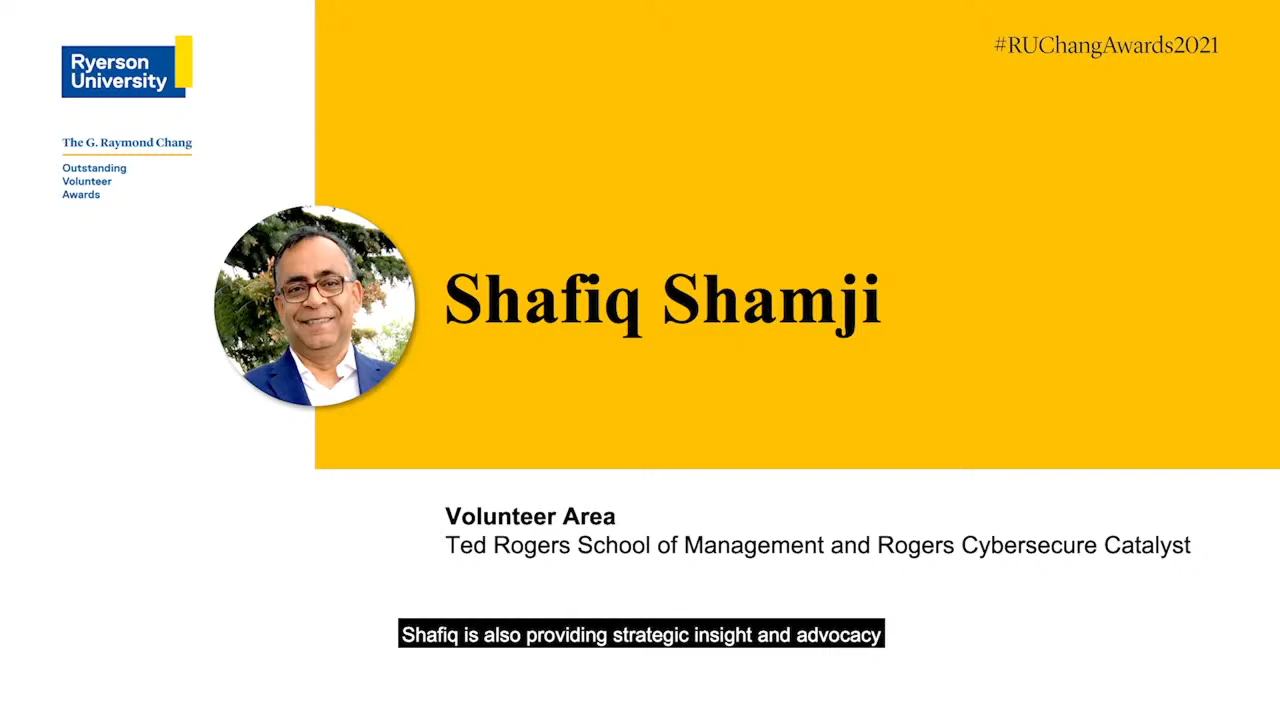 Ryerson
University
#RUChangAwards2021
The G. Raymond Chang
Outstanding
Volunteer
Awards
Shafiq Shamji
Volunteer Area
Ted Rogers School of Management and Rogers Cybersecure Catalyst
Shafiq is also providing strategic insight and advocacy